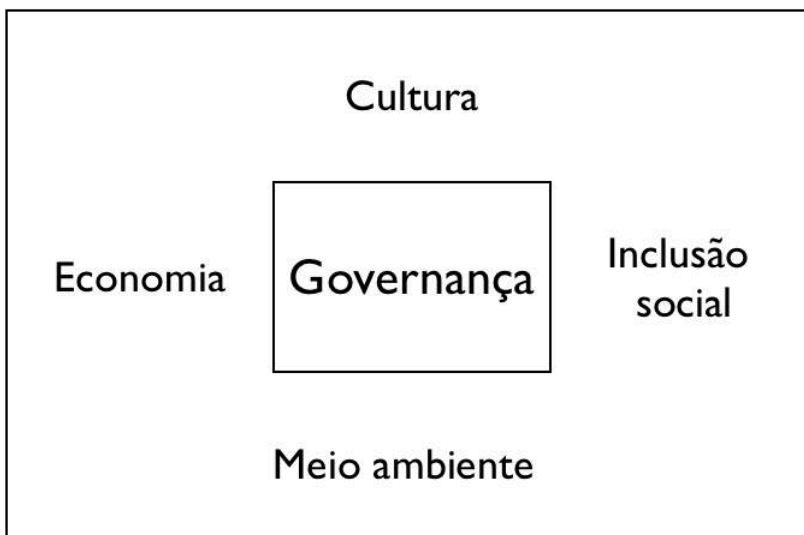 Cultura
Economia
Governança
Inclusão
social
Meio ambiente